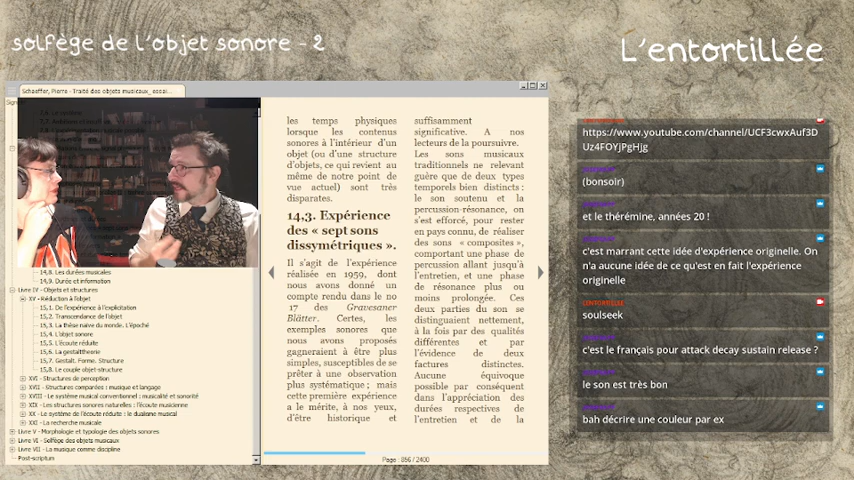 solfège de l'objet sonore - 2
L'entortillée
Schaeffer, Pierre - Traité des objets musicaux_ essai...
14,8. Les durées musicales
14,9. Durée et information
Livre IV - Objets et structures
XV - Réduction à l'objet
15,1. De l'expérience à l'explicitation
15,2. Transcendance de l'objet
15,3. La thèse naïve du monde. L'époché
15,4. L'objet sonore
15,5. L'écoute réduite
15,6. La gestalttheorie
15,7. Gestalt. Forme. Structure
15,8. Le couple objet-structure
XVI - Structures de perception
XVII - Structures comparées : musique et langage
XVIII - Le système musical conventionnel : musicalité et sonorité
XIX - Les structures sonores naturelles : l'écoute musicienne
XX - Le système de l'écoute réduite : le dualisme musical
XXI - La recherche musicale
Livre V - Morphologie et typologie des objets sonores
Livre VI - Solfège des objets musicaux
Livre VII - La musique comme discipline
Post-scriptum
les temps physiques
lorsque les contenus
sonores à l'intérieur d'un
objet (ou d'une structure
d'objets, ce qui revient au
même de notre point de
vue actuel) sont très
disparates.
14,3. Expérience
des « sept sons
dissymétriques ».
Il s'agit de l'expérience
réalisée en 1959, dont
nous avons donné un
compte rendu dans le no
17 des Gravesaner
Blätter. Certes, les
exemples sonores que
nous avons proposés
gagneraient à être plus
simples, susceptibles de se
prêter à une observation
plus systématique ; mais
cette première expérience
a le mérite, à nos yeux,
d'être historique et
suffisamment
significative. A nos
lecteurs de la poursuivre.
Les sons musicaux
traditionnels ne révélant
guère que de deux types
temporels bien distincts :
le son soutenu et la
percussion-résonance, on
s'est efforcé, pour rester
en pays connu, de réaliser
des sons « composites »,
comportant une phase de
percussion allant jusqu'à
l'entretien, et une phase
de résonance plus ou
moins prolongée. Ces
deux parties du son se
distinguaient nettement,
à la fois par des qualités
différentes et par
l'évidence de deux
factures distinctes.
Aucune équivoque
possible par conséquent
dans l'appréciation des
durées respectives de
l'entretien et de la
Page : 856 / 2400
https://www.youtube.com/channel/UCF3cwxAuf3D
Uz4FOYjPgHjg
(bonsoir)
et le thérémine, années 20 !
c'est marrant cette idée d'expérience originelle. On
n'a aucune idée de ce qu'est en fait l'expérience
originelle
soulseek
c'est le français pour attack decay sustain release ?
le son est très bon
bah décrire une couleur par ex